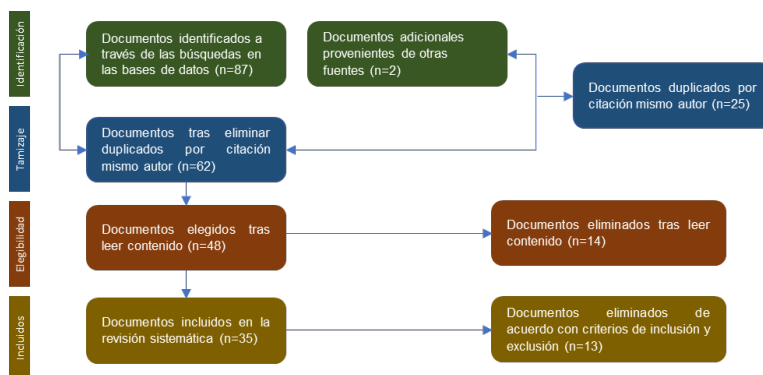 Identificación
Documentos identificados a
través de las búsquedas en
las bases de datos (n=87)
Documentos adicionales
provenientes de otras
fuentes (n=2)
Documentos duplicados por
citación mismo autor (n=25)
Tamizaje
Documentos tras eliminar
duplicados por citación
mismo autor (n=62)
Elegibilidad
Documentos elegidos tras
leer contenido (n=48)
Documentos eliminados tras leer
contenido (n=14)
Incluidos
Documentos incluidos en la
revisión sistemática (n=35)
Documentos eliminados de
acuerdo con criterios de inclusión y
exclusión (n=13)